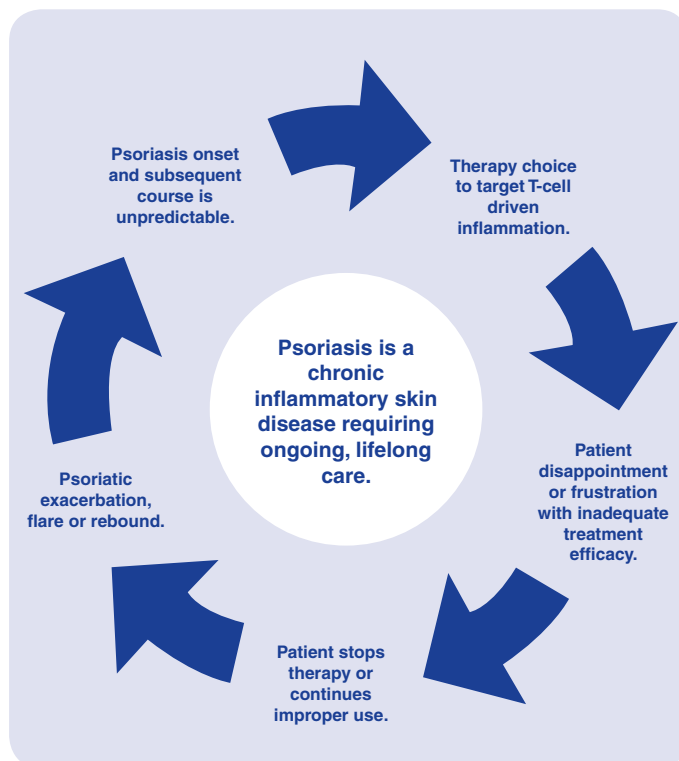 Psoriasis onset
and subsequent
course is
unpredictable.
Therapy choice
to target T-cell
driven
inflammation.
Psoriasis is a
chronic
inflammatory skin
disease requiring
ongoing, lifelong
care.
Patient
disappointment
or frustration
with inadequate
treatment
efficacy.
Patient stops
therapy or
continues
improper use.
Psoriatic
exacerbation,
flare or rebound.